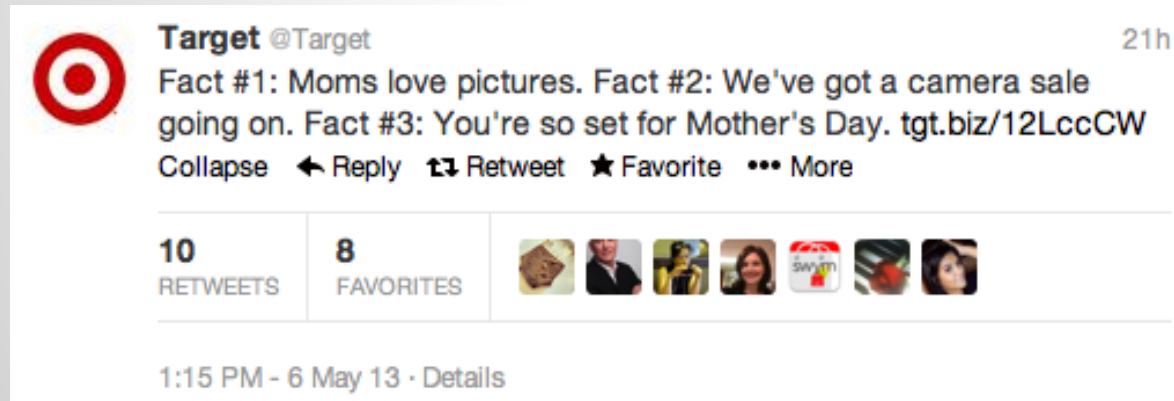 Target @Target 21h
Fact #1: Moms love pictures. Fact #2: We've got a camera sale
going on. Fact #3: You're so set for Mother's Day. tgt.biz/12LccCW
Collapse Reply Retweet Favorite More
10 8
RETWEETS FAVORITES
swym
1:15 PM - 6 May 13 · Details